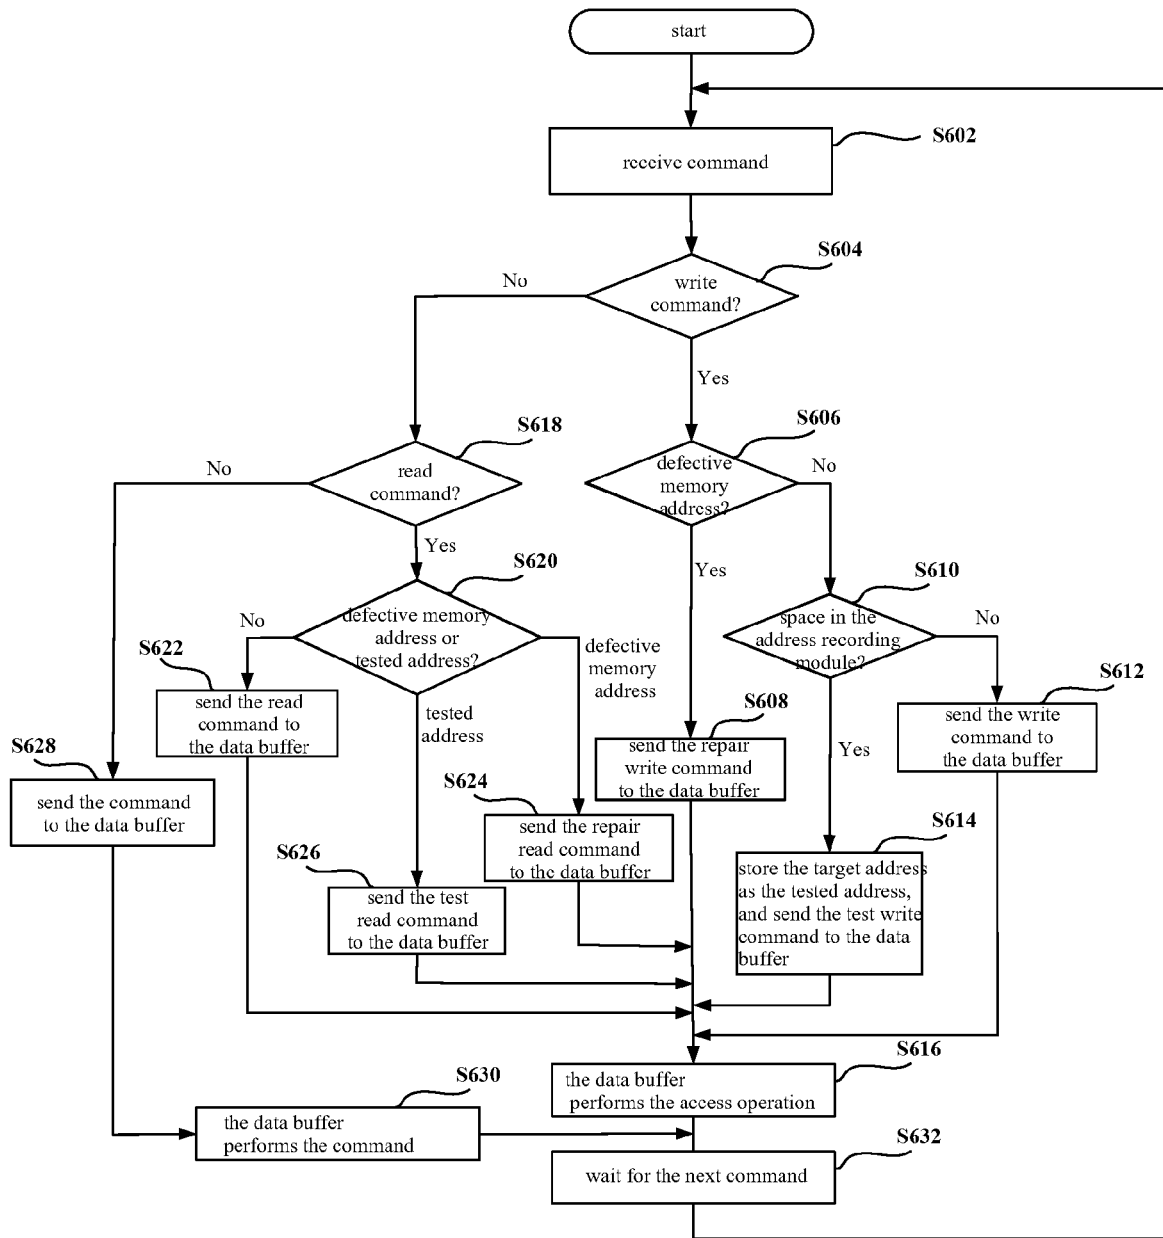 start
S602
receive command
S604
No
write
command?
Yes
S618
S606
No
read
command?
defective
memory
address?
No
Yes
S620
Yes
S610
defective memory
address or
tested address?
No
defective
memory
address
space in the
address recording
module?
No
S622
send the read
command to
the data buffer
tested
address
S608
send the repair
write command
to the data buffer
Yes
S612
send the write
command to
the data buffer
S628
send the command
to the data buffer
S624
send the repair
read command
to the data buffer
S614
store the target address
as the tested address,
and send the test write
command to the data
buffer
S626
send the test
read command
to the data buffer
S616
the data buffer
performs the access operation
S630
the data buffer
performs the command
S632
wait for the next command